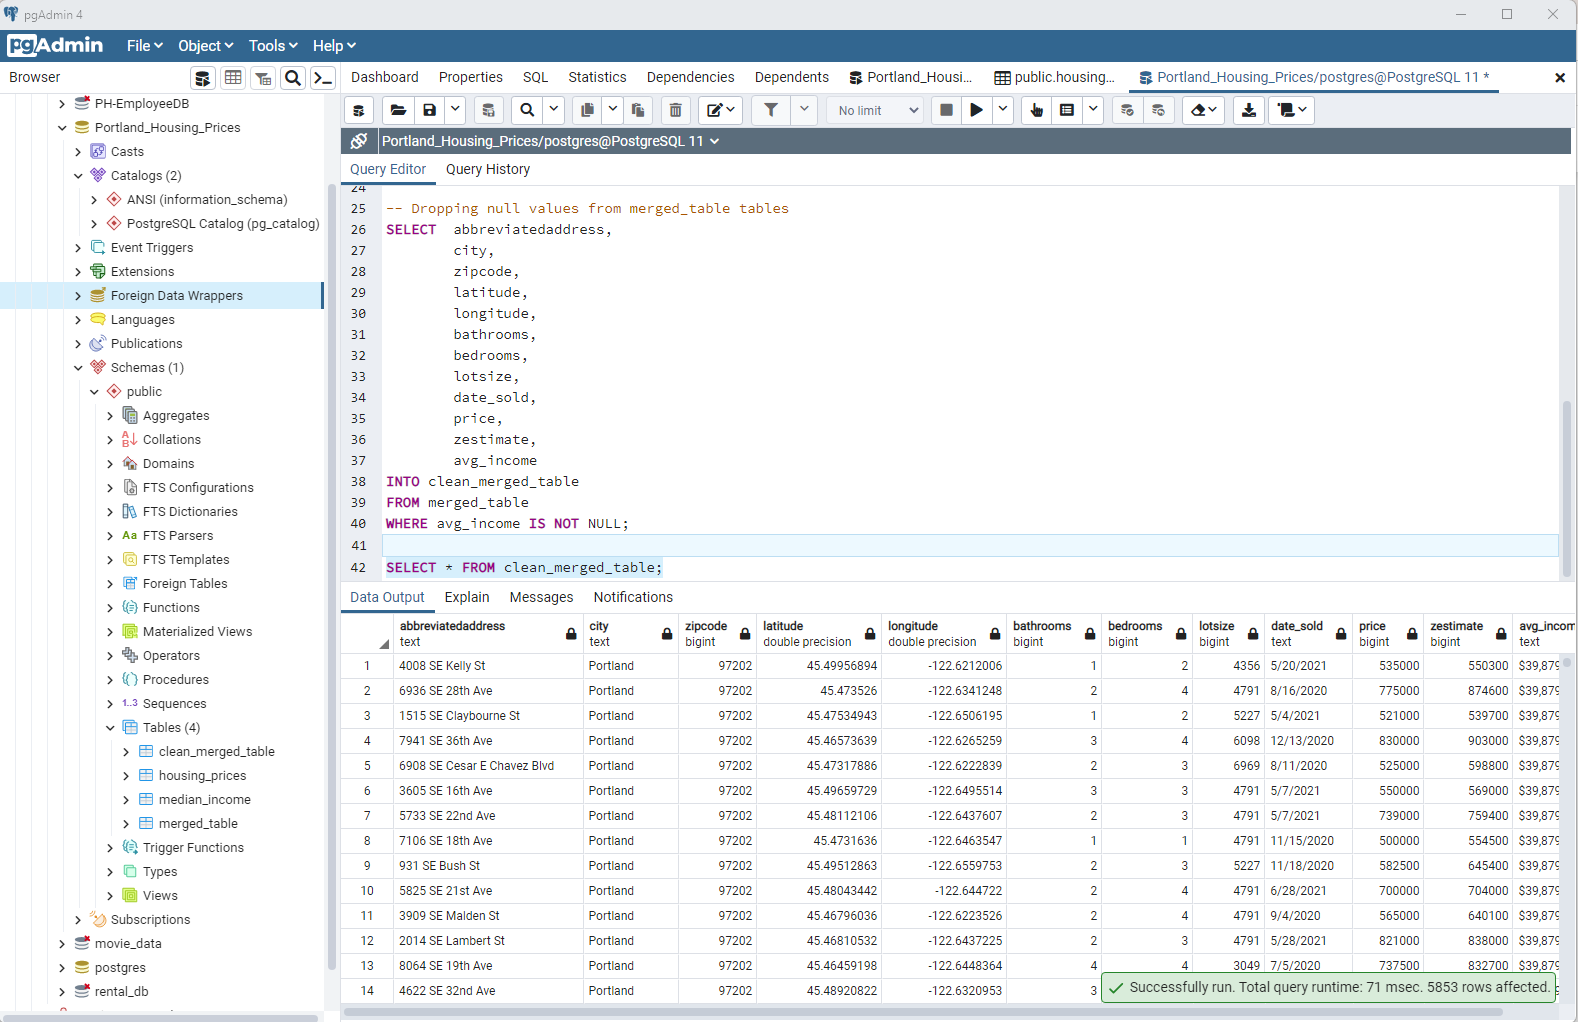 pgAdmin 4
pgAdmin
File
Object
Tools
Help
Browser
Dashboard
Properties
SQL
Statistics
Dependencies
Dependents
Portland_Housi...
public.housing...
Portland_Housing_Prices/postgres@PostgreSQL 11 *
PH-EmployeeDB
Portland_Housing_Prices
Casts
Catalogs (2)
ANSI (information_schema)
PostgreSQL Catalog (pg_catalog)
Event Triggers
Extensions
Foreign Data Wrappers
Languages
Publications
Schemas (1)
public
Aggregates
Collations
Domains
FTS Configurations
FTS Dictionaries
Aa FTS Parsers
FTS Templates
Foreign Tables
Functions
Materialized Views
Operators
Procedures
1..3 Sequences
Tables (4)
clean_merged_table
housing_prices
median_income
merged_table
Trigger Functions
Types
Views
Subscriptions
movie_data
postgres
rental_db
No limit
Portland_Housing_Prices/postgres@PostgreSQL 11
Query Editor
Query History
24
25 -- Dropping null values from merged_table tables
26 SELECT abbreviatedaddress,
27 city,
28 zipcode,
29 latitude,
30 longitude,
31 bathrooms,
32 bedrooms,
33 lotsize,
34 date_sold,
35 price,
36 zestimate,
37 avg_income
38 INTO clean_merged_table
39 FROM merged_table
40 WHERE avg_income IS NOT NULL;
41
42 SELECT * FROM clean_merged_table;
Data Output
Explain
Messages
Notifications
abbreviatedaddress city zipcode latitude longitude bathrooms bedrooms lotsize date_sold price zestimate avg_incom
text text bigint double precision double precision bigint bigint bigint text bigint bigint text
1 4008 SE Kelly St Portland 97202 45.49956894 -122.6212006 1 2 4356 5/20/2021 535000 550300 $39,879
2 6936 SE 28th Ave Portland 97202 45.473526 -122.6341248 2 4 4791 8/16/2020 775000 874600 $39,879
3 1515 SE Claybourne St Portland 97202 45.47534943 -122.6506195 1 2 5227 5/4/2021 521000 539700 $39,879
4 7941 SE 36th Ave Portland 97202 45.46573639 -122.6265259 3 4 6098 12/13/2020 830000 903000 $39,879
5 6908 SE Cesar E Chavez Blvd Portland 97202 45.47317886 -122.6222839 2 3 6969 8/11/2020 525000 598800 $39,879
6 3605 SE 16th Ave Portland 97202 45.49659729 -122.6495514 3 3 4791 5/7/2021 550000 569000 $39,879
7 5733 SE 22nd Ave Portland 97202 45.48112106 -122.6437607 2 3 4791 5/7/2021 739000 759400 $39,879
8 7106 SE 18th Ave Portland 97202 45.4731636 -122.6463547 1 1 4791 11/15/2020 500000 554500 $39,879
9 931 SE Bush St Portland 97202 45.49512863 -122.6559753 2 3 5227 11/18/2020 582500 645400 $39,879
10 5825 SE 21st Ave Portland 97202 45.48043442 -122.644722 2 4 4791 6/28/2021 700000 704000 $39,879
11 3909 SE Malden St Portland 97202 45.46796036 -122.6223526 2 4 4791 9/4/2020 565000 640100 $39,879
12 2014 SE Lambert St Portland 97202 45.46810532 -122.6437225 2 3 4791 5/28/2021 821000 838000 $39,879
13 8064 SE 19th Ave Portland 97202 45.46459198 -122.6448364 4 4 3049 7/5/2020 737500 832700 $39,879
14 4622 SE 32nd Ave Portland 97202 45.48920822 -122.6320953 3
Successfully run. Total query runtime: 71 msec. 5853 rows affected.